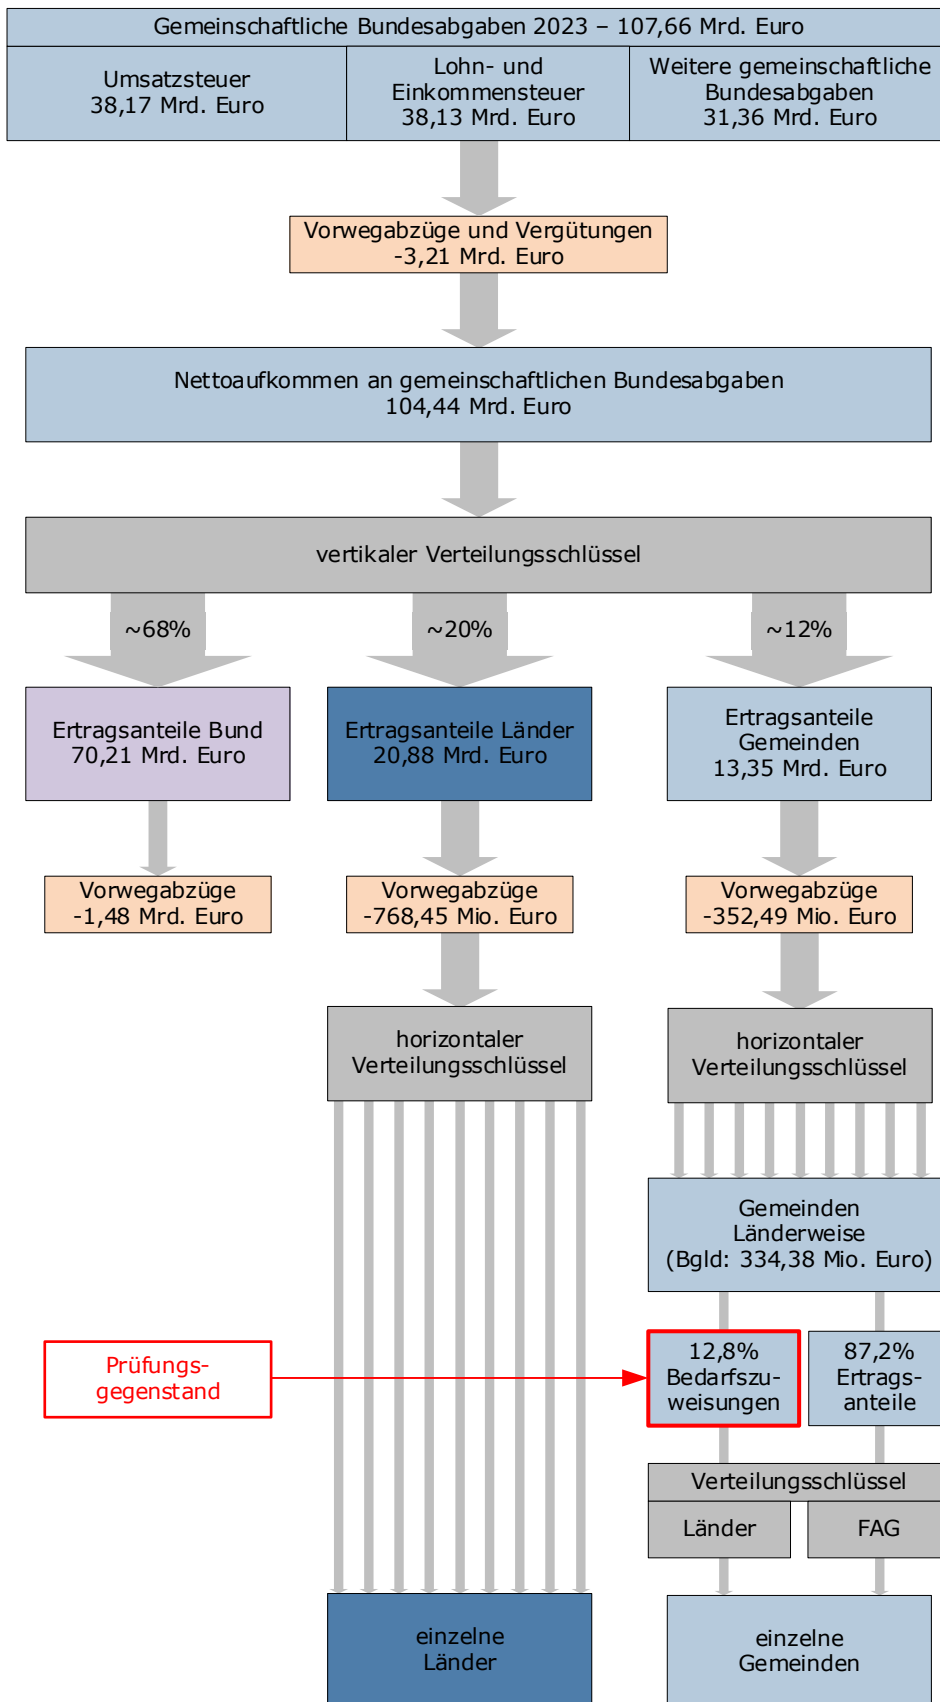 Gemeinschaftliche Bundesabgaben 2023 – 107,66 Mrd. Euro
Umsatzsteuer
38,17 Mrd. Euro
Lohn- und
Einkommensteuer
38,13 Mrd. Euro
Weitere gemeinschaftliche
Bundesabgaben
31,36 Mrd. Euro
Vorwegabzüge und Vergütungen
-3,21 Mrd. Euro
Nettoaufkommen an gemeinschaftlichen Bundesabgaben
104,44 Mrd. Euro
vertikaler Verteilungsschlüssel
~68%
~20%
~12%
Ertragsanteile Bund
70,21 Mrd. Euro
Ertragsanteile Länder
20,88 Mrd. Euro
Ertragsanteile
Gemeinden
13,35 Mrd. Euro
Vorwegabzüge
-1,48 Mrd. Euro
Vorwegabzüge
-768,45 Mio. Euro
Vorwegabzüge
-352,49 Mio. Euro
horizontaler
Verteilungsschlüssel
horizontaler
Verteilungsschlüssel
Gemeinden
Länderweise
(Bgld: 334,38 Mio. Euro)
Prüfungs-
gegenstand
12,8%
Bedarfszu-
weisungen
87,2%
Ertrags-
anteile
Verteilungsschlüssel
Länder
FAG
einzelne
Länder
einzelne
Gemeinden